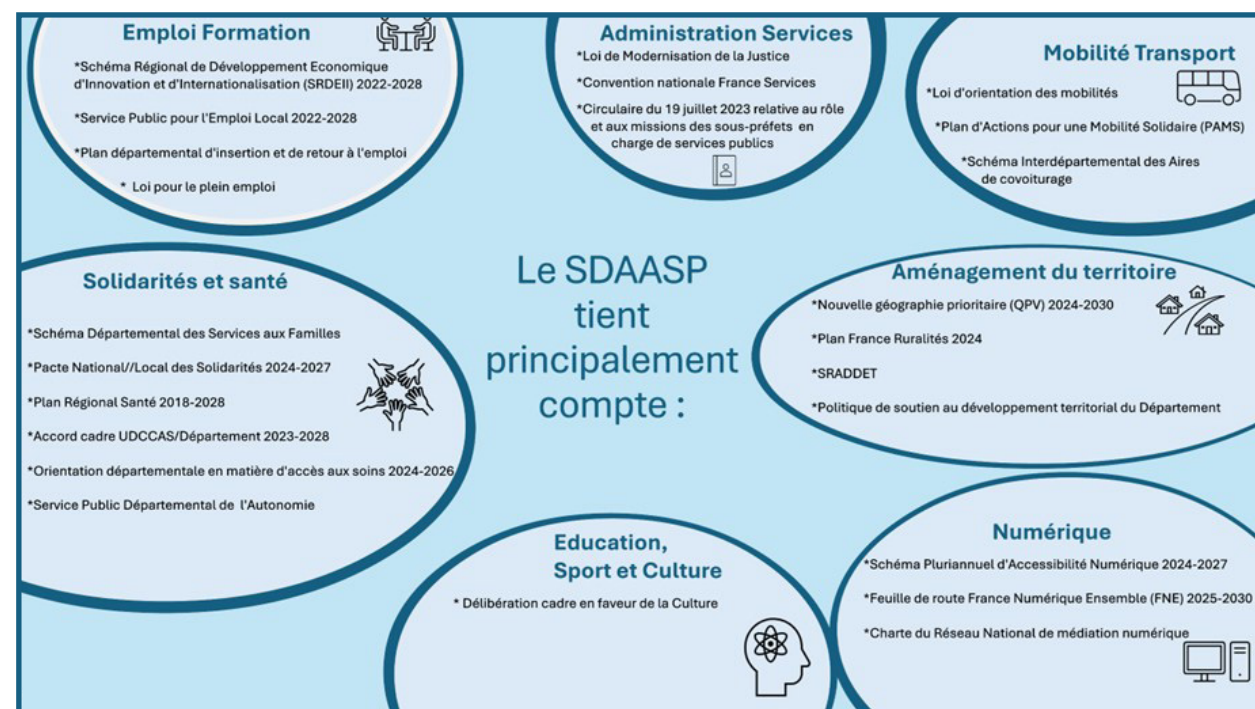 Emploi Formation
*Schéma Régional de Développement Economique
d'Innovation et d'Internationalisation (SRDEII) 2022-2028
*Service Public pour l'Emploi Local 2022-2028
*Plan départemental d'insertion et de retour à l'emploi
* Loi pour le plein emploi
Administration Services
*Loi de Modernisation de la Justice
*Convention nationale France Services
*Circulaire du 19 juillet 2023 relative au rôle
et aux missions des sous-préfets en
charge de services publics
Mobilité Transport
*Loi d'orientation des mobilités
*Plan d'Actions pour une Mobilité Solidaire (PAMS)
*Schéma Interdépartemental des Aires
de covoiturage
Solidarités et santé
*Schéma Départemental des Services aux Familles
*Pacte National//Local des Solidarités 2024-2027
*Plan Régional Santé 2018-2028
*Accord cadre UDCCAS/Département 2023-2028
*Orientation départementale en matière d'accès aux soins 2024-2026
*Service Public Départemental de l'Autonomie
Le SDAASP
tient
principalement
compte :
Aménagement du territoire
*Nouvelle géographie prioritaire (QPV) 2024-2030
*Plan France Ruralités 2024
*SRADDET
*Politique de soutien au développement territorial du Département
Education,
Sport et Culture
* Délibération cadre en faveur de la Culture
Numérique
*Schéma Pluriannuel d'Accessibilité Numérique 2024-2027
*Feuille de route France Numérique Ensemble (FNE) 2025-2030
*Charte du Réseau National de médiation numérique